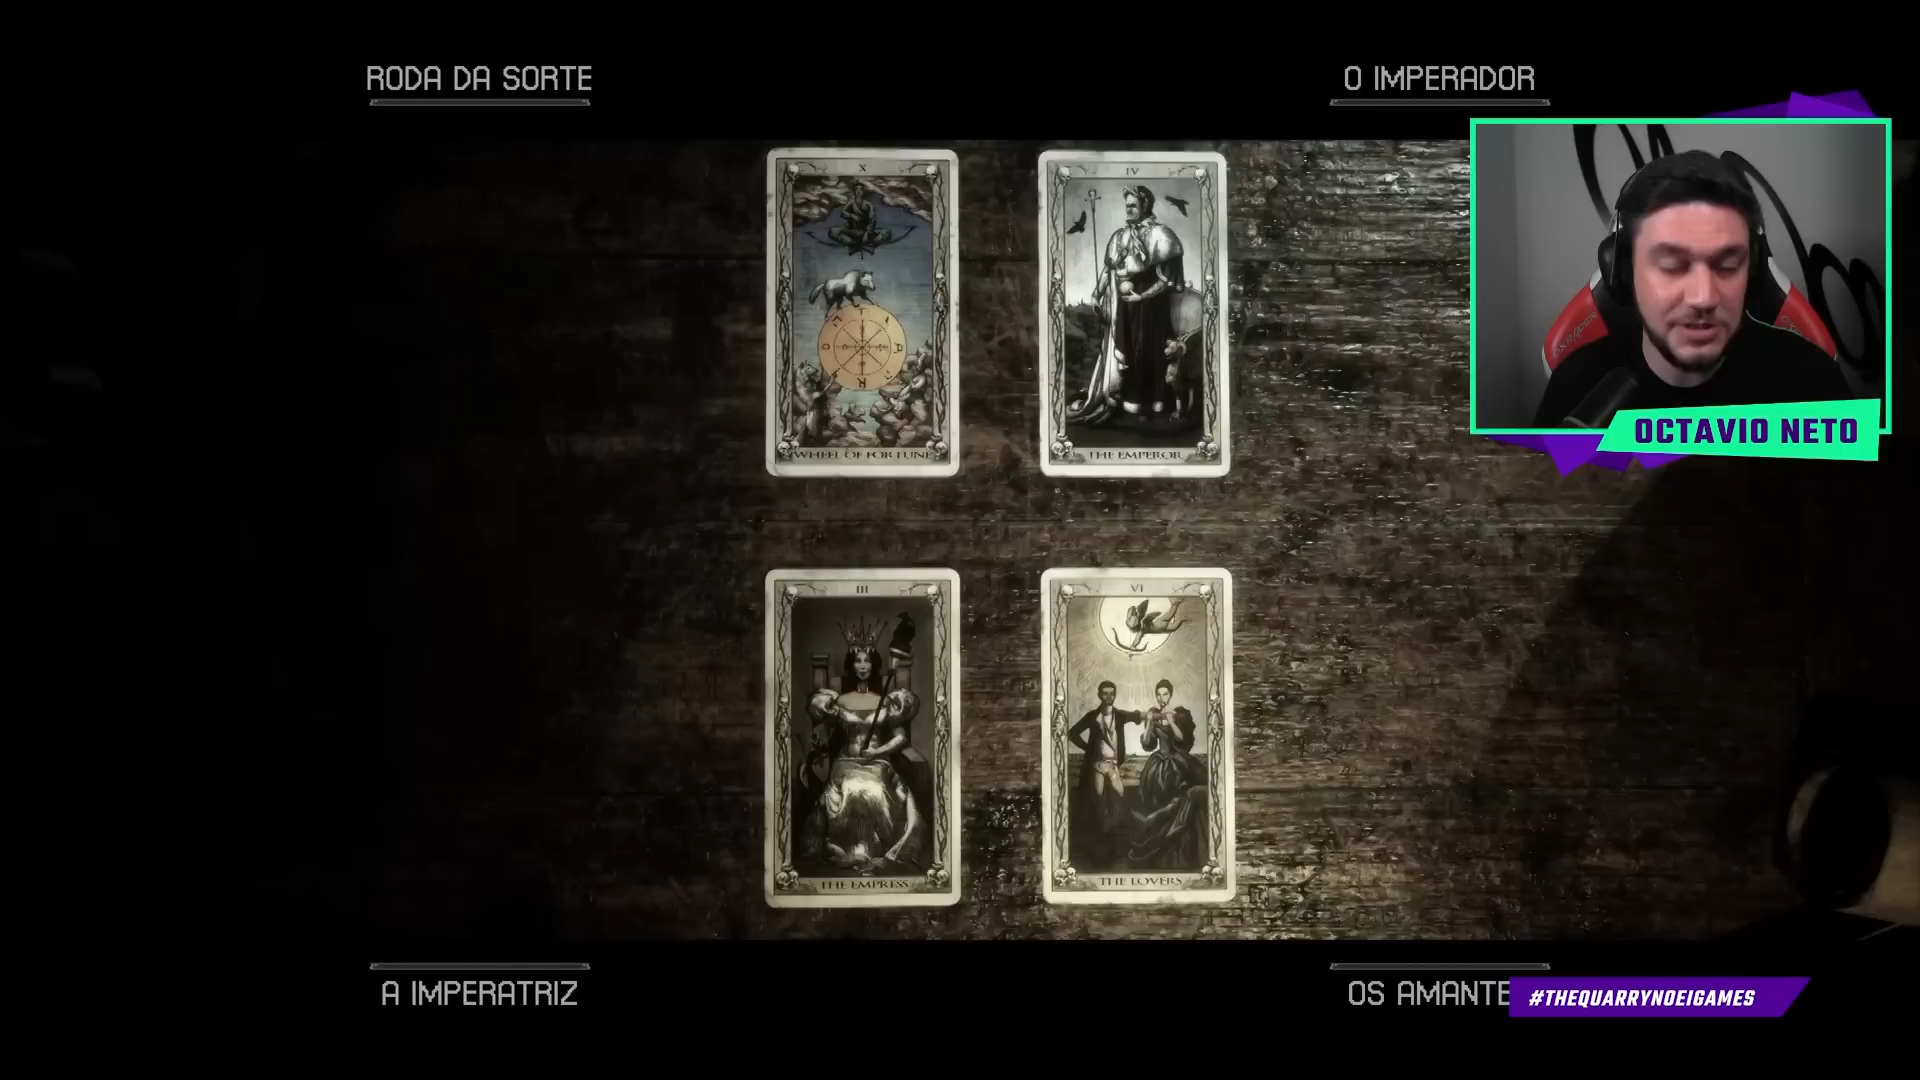 RODA DA SORTE
O IMPERADOR
X
WHEEL OF FORTUNE
IV
THE EMPEROR
OCTAVIO NETO
III
THE EMPRESS
VI
THE LOVERS
A IMPERATRIZ
OS AMANTE
#THEQUARRYNOEIGAMES